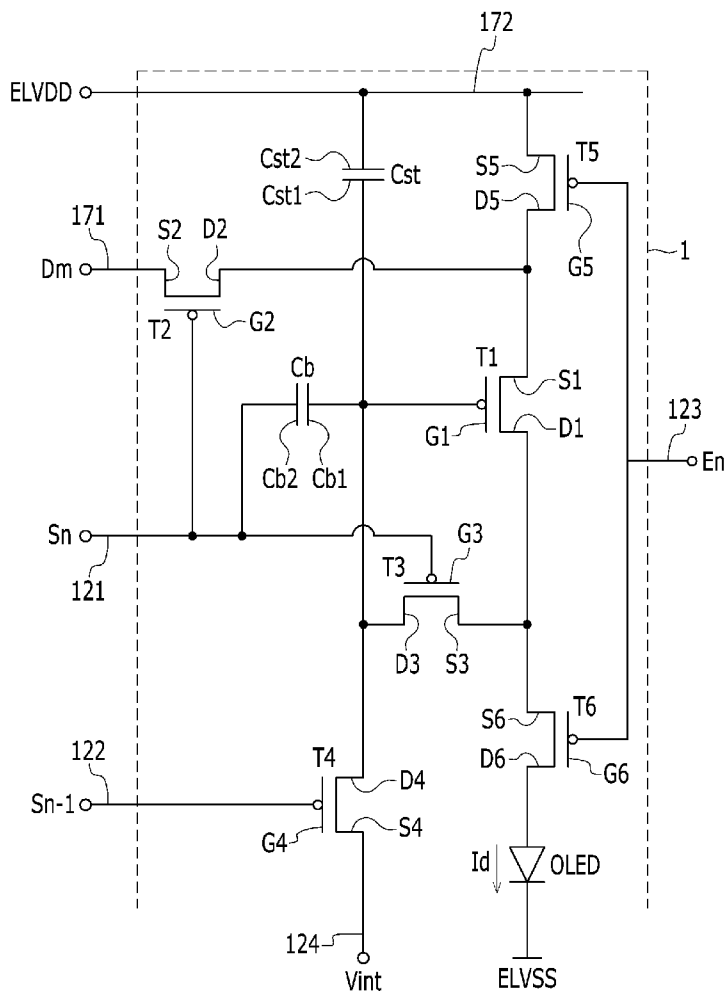 172
ELVDD
Cst2
Cst1
Cst
S5
T5
D5
171
S2
D2
G5
1
Dm
T2
G2
T1
Cb
S1
G1
D1
123
Cb2
Cb1
En
Sn
G3
T3
121
D3
S3
S6
T6
122
T4
D6
D4
G6
Sn-1
S4
G4
Id
OLED
124
Vint
ELVSS